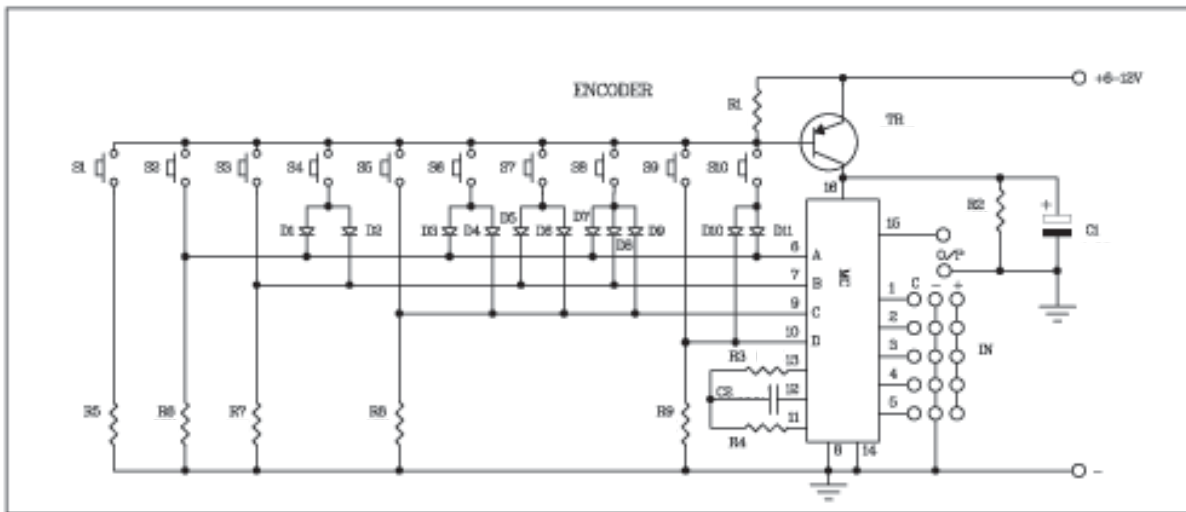 ENCODER
+6-12V
R1
TR
S1 S2 S3 S4 S5 S6 S7 S8 S9 S10
16
R2
+
C1
D1 D2 D3 D4 D5 D6 D7 D8 D9 D10 D11
15
O/P
6 A
7 B
9 C
10 D
MC
1 C - +
2
3 IN
4
5
R3 13
C2 12
R4 11
R5 R6 R7 R8 R9
8 14
-